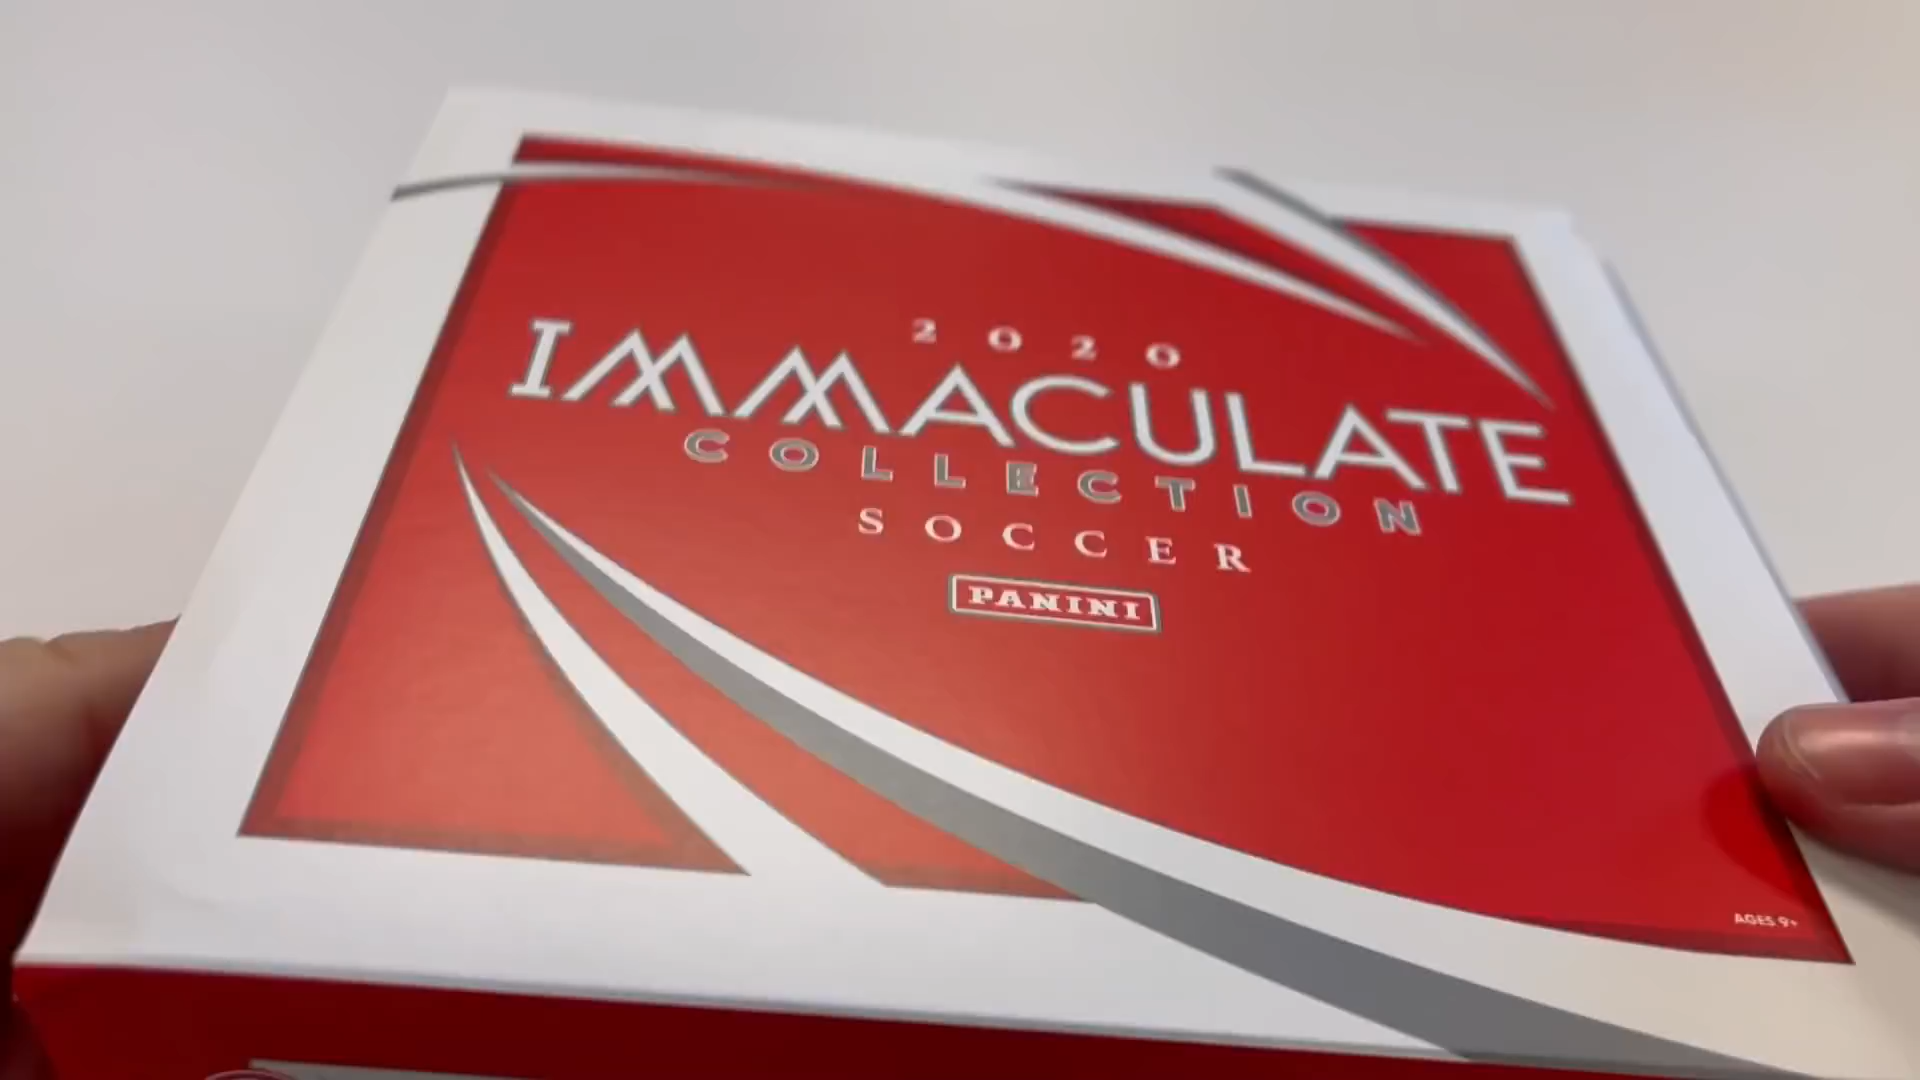 2020
IMMACULATE
COLLECTION
SOCCER
PANINI
AGES 9+